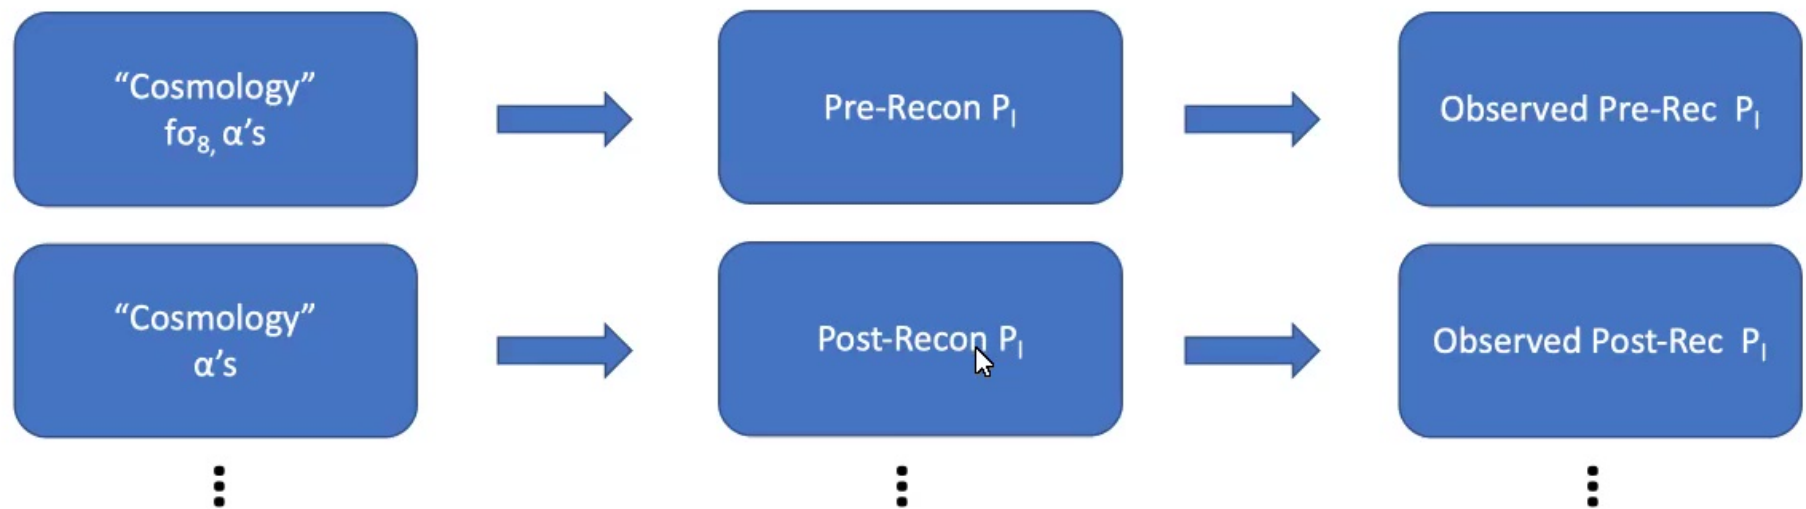 “Cosmology”
fσ8, α’s
Pre-Recon Pl
Observed Pre-Rec Pl
“Cosmology”
α’s
Post-Recon Pl
Observed Post-Rec Pl